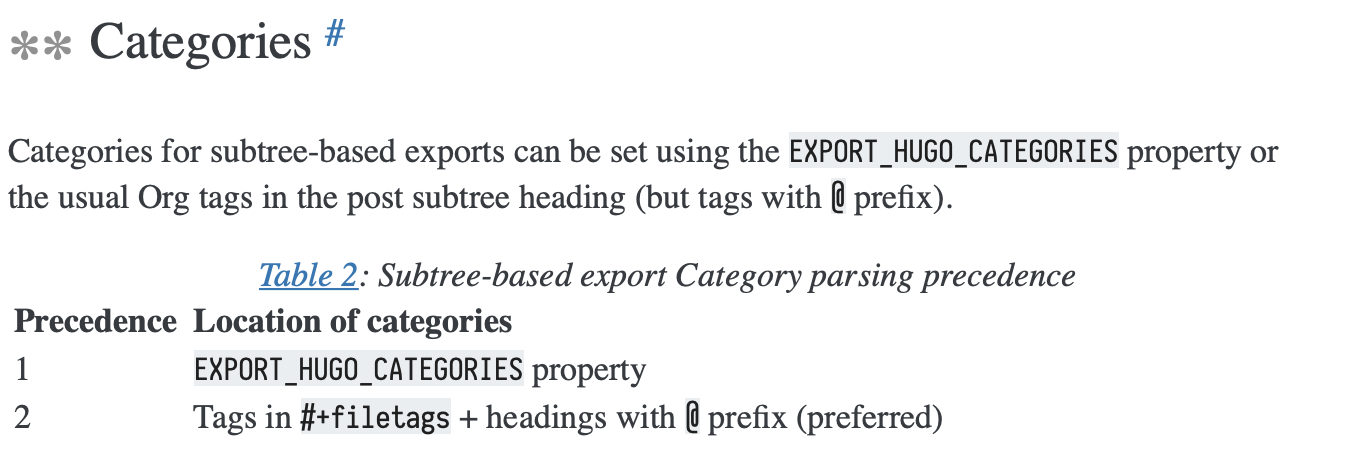 ** Categories #
Categories for subtree-based exports can be set using the EXPORT_HUGO_CATEGORIES property or
the usual Org tags in the post subtree heading (but tags with @ prefix).
Table 2: Subtree-based export Category parsing precedence
Precedence Location of categories
1 EXPORT_HUGO_CATEGORIES property
2 Tags in #+filetags + headings with @ prefix (preferred)